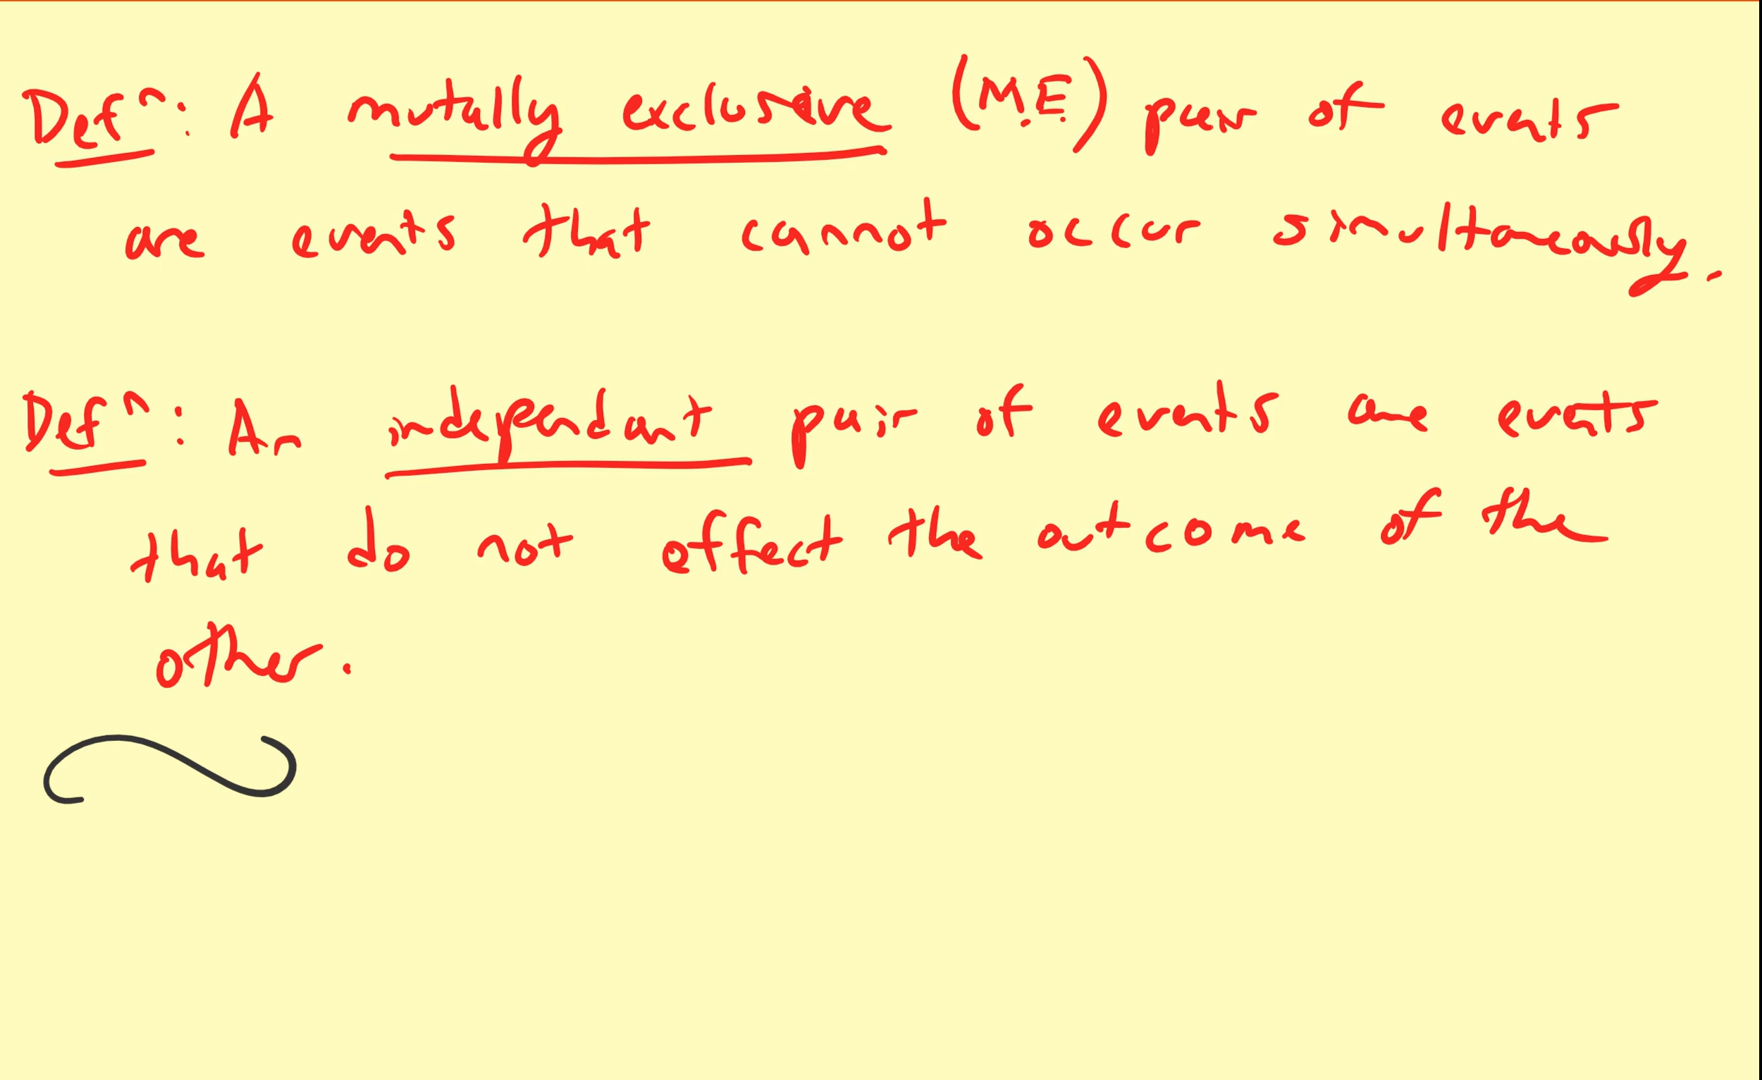 Defⁿ: A mutally exclusive (M.E) pair of events
are events that cannot occur simultaneously.
Defⁿ: An independant pair of events are events
that do not effect the outcome of the
other.